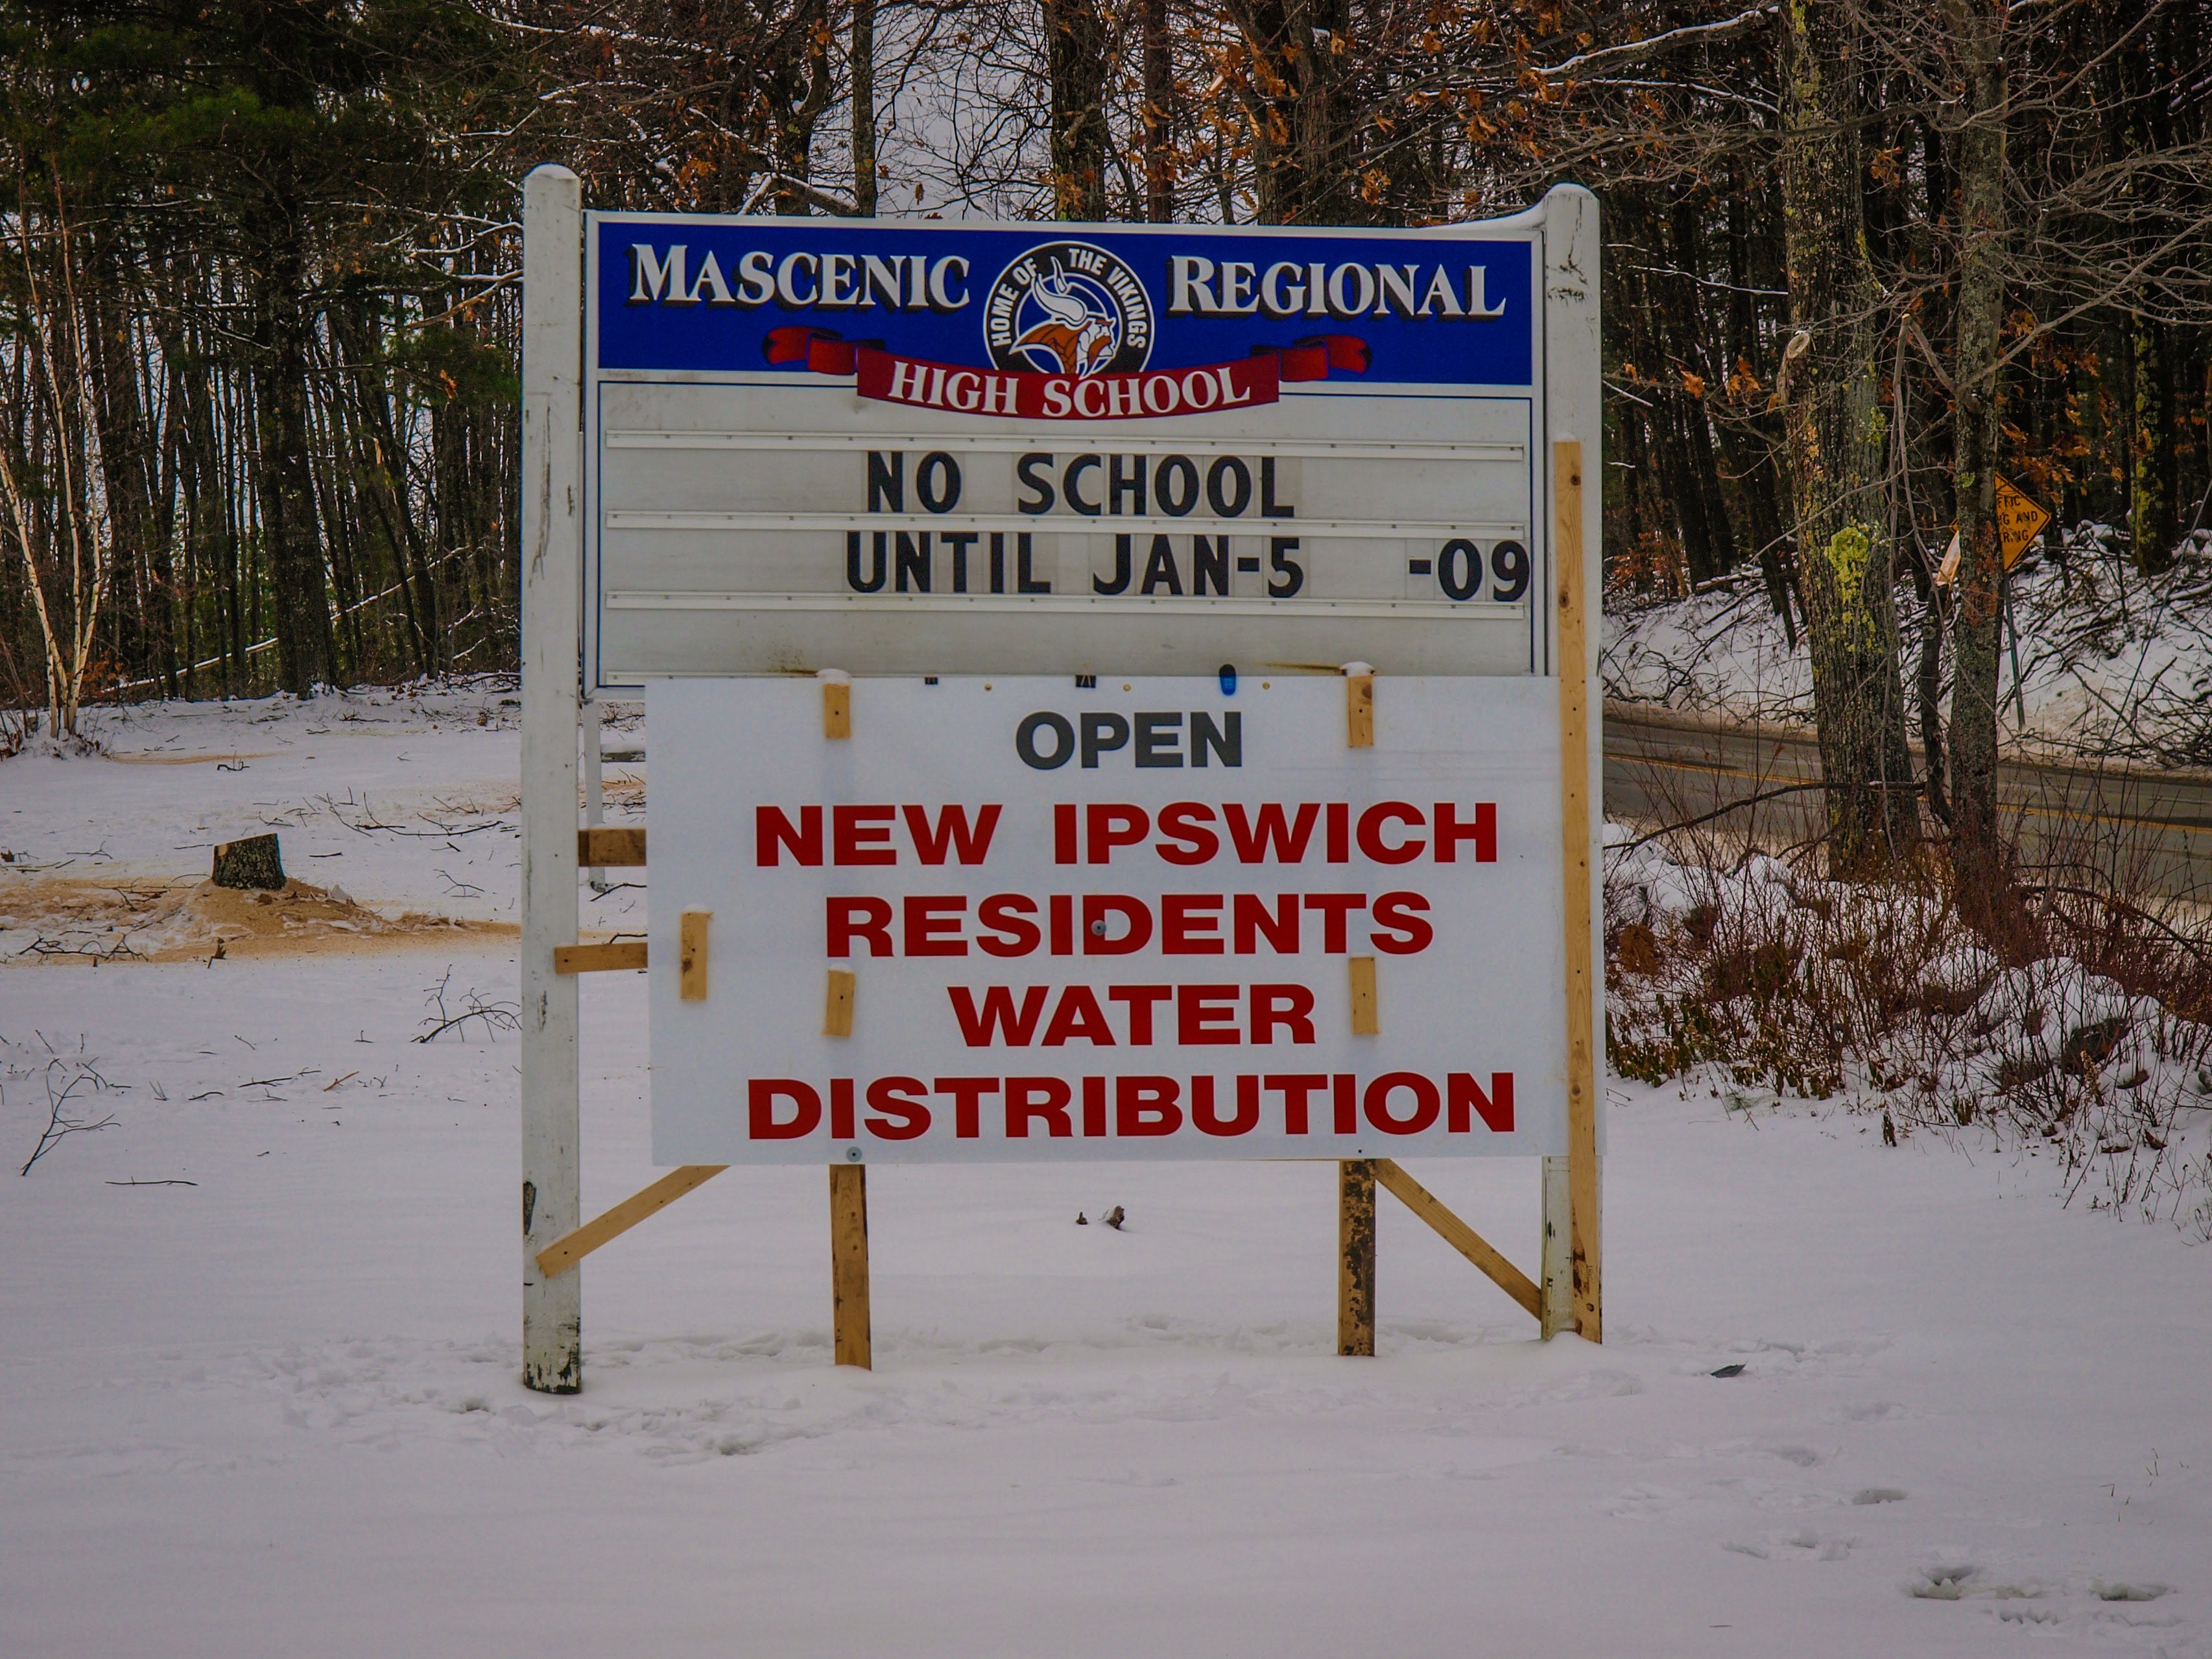 MASCENIC REGIONAL
HOME OF THE VIKINGS
HIGH SCHOOL
NO SCHOOL
UNTIL JAN-5 -09
OPEN
NEW IPSWICH
RESIDENTS
WATER
DISTRIBUTION
AND